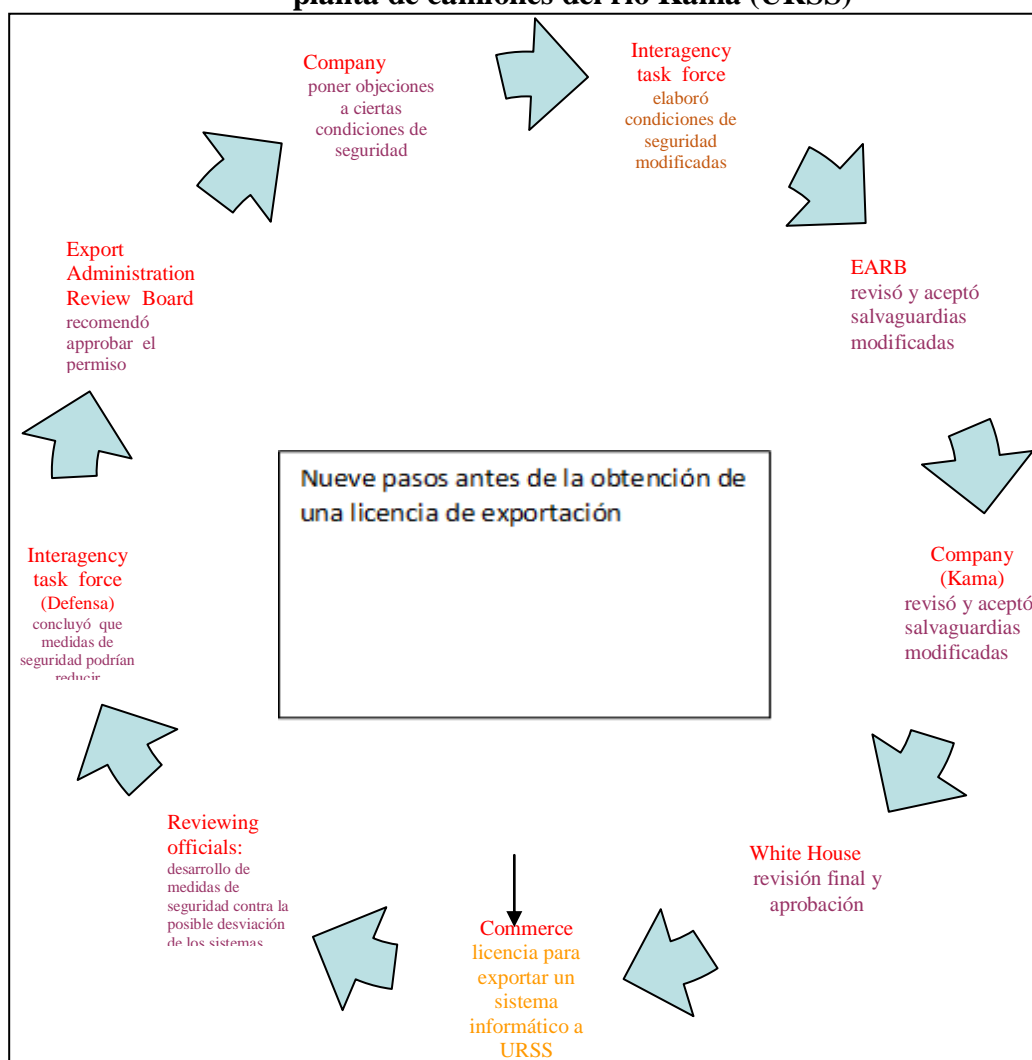 planta de camiones del río Kama (URSS)
Company
poner objeciones
a ciertas
condiciones de
seguridad
Interagency
task force
elaboró
condiciones de
seguridad
modificadas
EARB
revisó y aceptó
salvaguardias
modificadas
Company
(Kama)
revisó y aceptó
salvaguardias
modificadas
White House
revisión final y
aprobación
Commerce
licencia para
exportar un
sistema
informático a
URSS
Reviewing
officials:
desarrollo de
medidas de
seguridad contra la
posible desviación
de los sistemas
Interagency
task force
(Defensa)
concluyó que
medidas de
seguridad podrían
reducir
Export
Administration
Review Board
recomendó
approbar el
permiso
Nueve pasos antes de la obtención de
una licencia de exportación